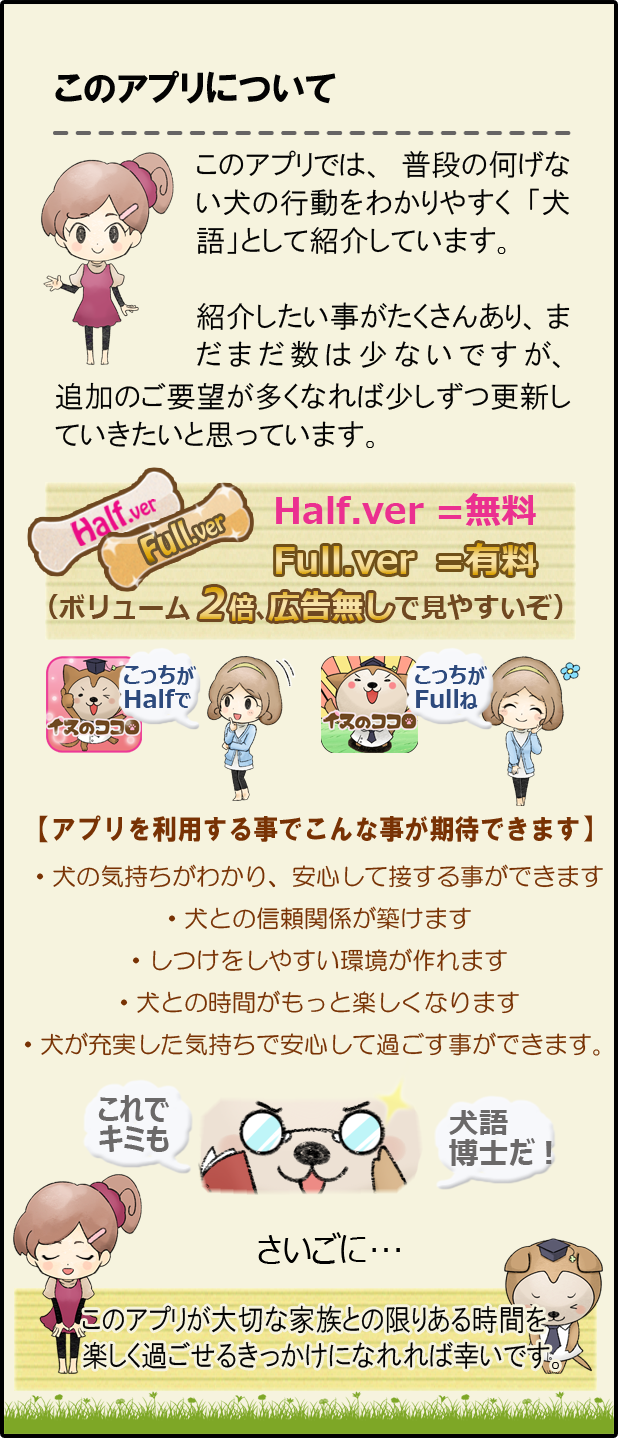 このアプリについて
このアプリでは、 普段の何げな
い犬の行動をわかりやすく「犬
語」として紹介しています。
紹介したい事がたくさんあり、ま
だまだ数は少ないですが、
追加のご要望が多くなれば少しずつ更新し
ていきたいと思っています。
Half.ver
Full.ver
Half.ver =無料
Full.ver =有料
（ボリューム2倍、広告無しで見やすいぞ）
イヌのココロ
こっちが
Halfで
イヌのココロ
こっちが
Fullね
【アプリを利用する事でこんな事が期待できます】
・犬の気持ちがわかり、安心して接する事ができます
・犬との信頼関係が築けます
・しつけをしやすい環境が作れます
・犬との時間がもっと楽しくなります
・犬が充実した気持ちで安心して過ごす事ができます。
これで
キミも
犬語
博士だ！
さいごに…
このアプリが大切な家族との限りある時間を
楽しく過ごせるきっかけになれれば幸いです。